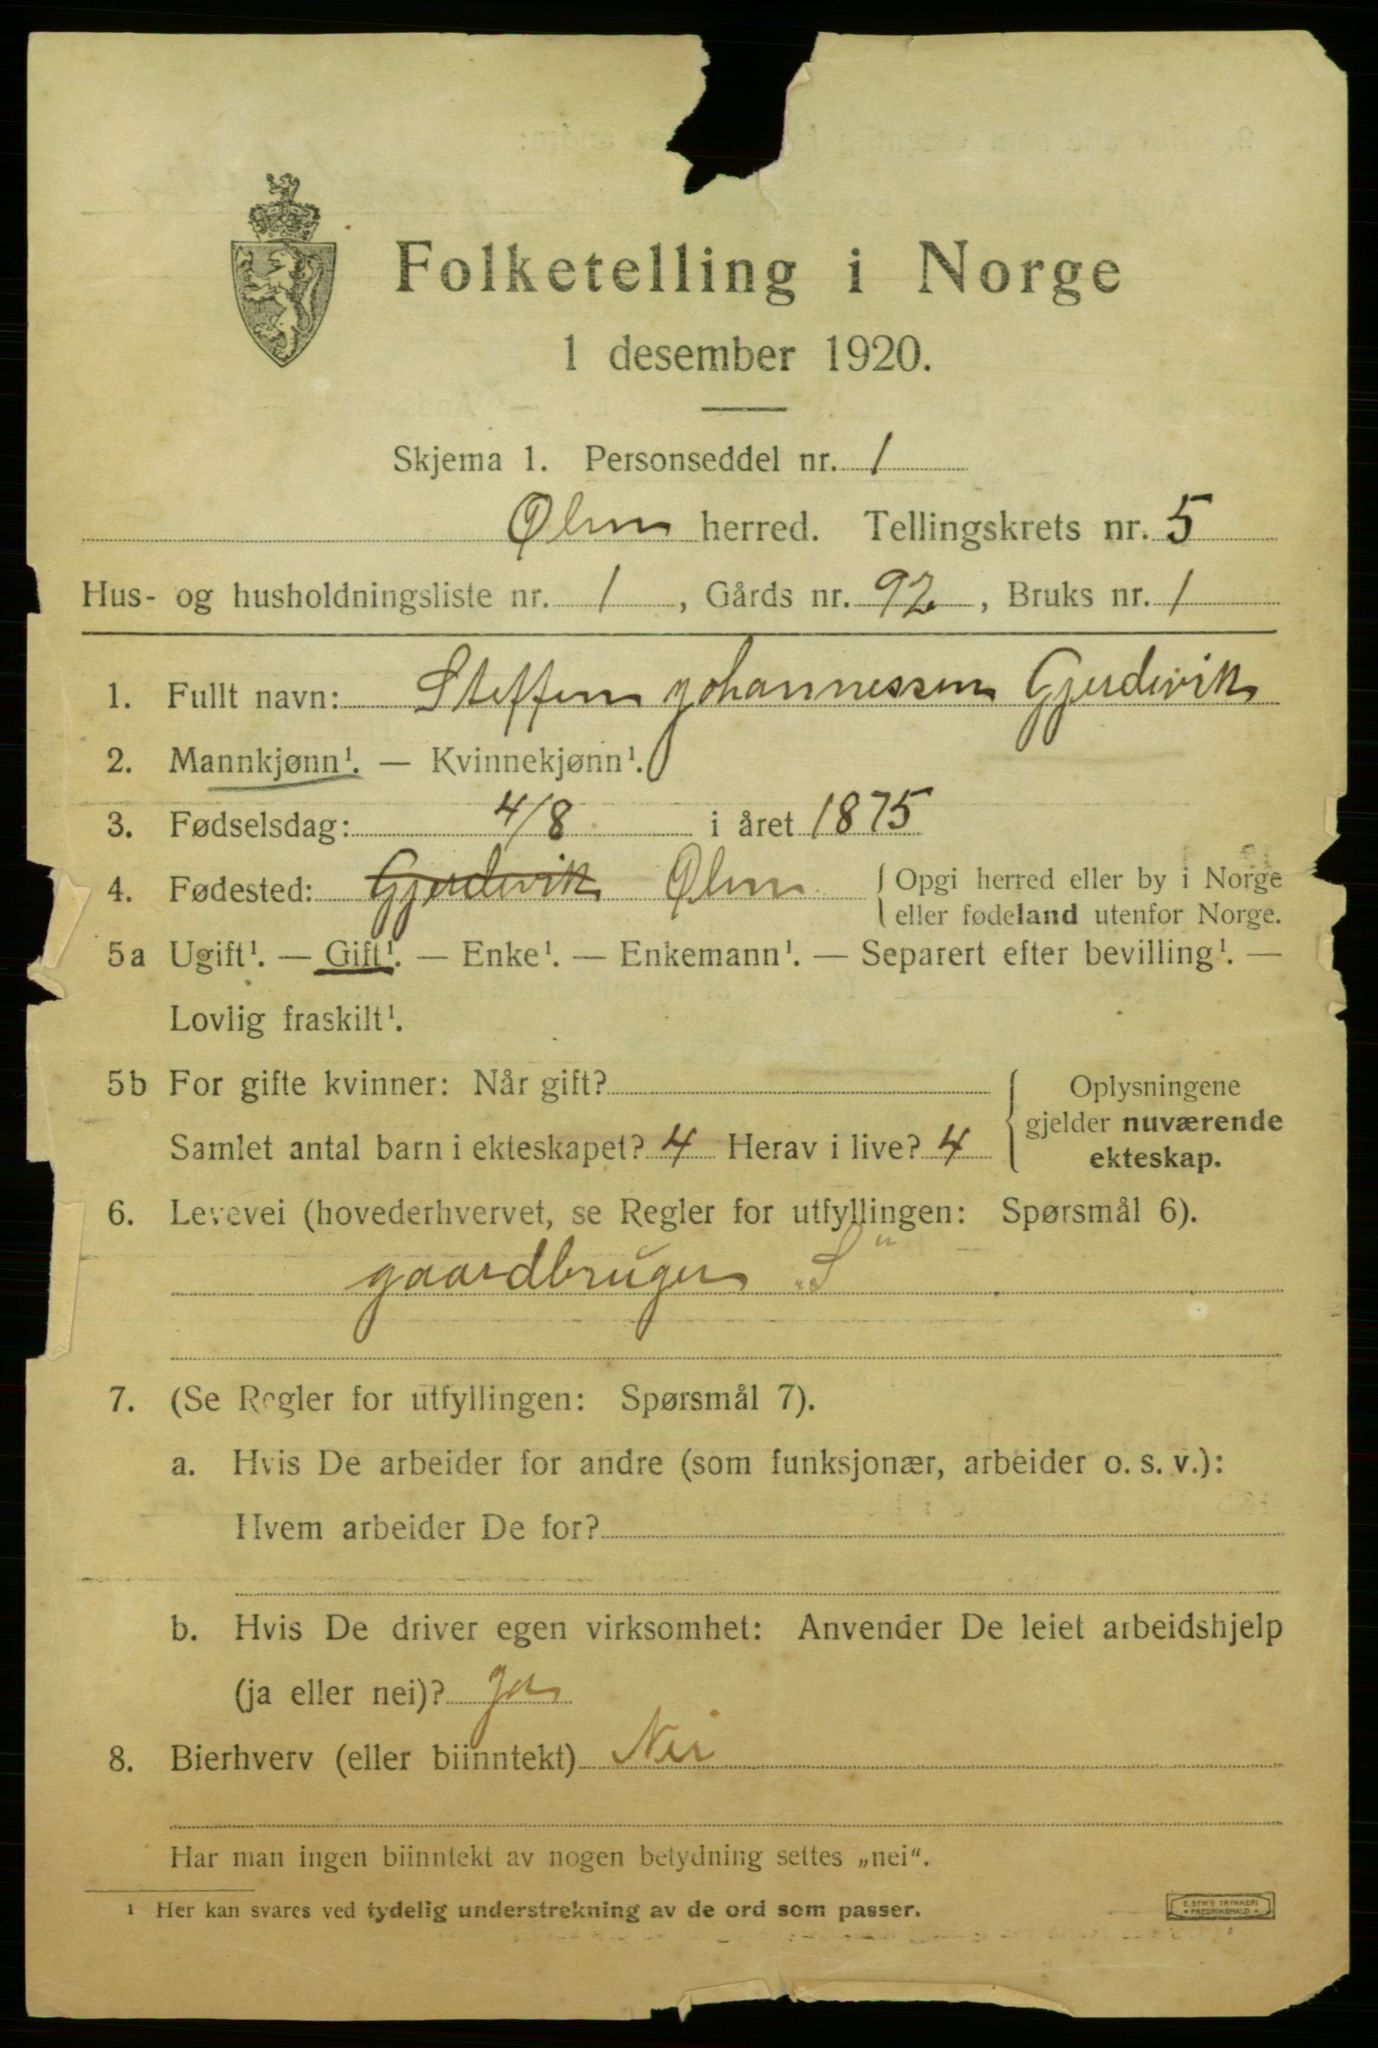 Folketelling i Norge
1 desember 1920.
Skjema 1. Personseddel nr. 1
Ølen herred. Tellingskrets nr. 5
Hus- og husholdningsliste nr. 1, Gårds nr. 92, Bruks nr. 1
1. Fullt navn: Steffen Johannessen Gjerdevik
2. Mannkjønn¹. — Kvinnekjønn¹.
3. Fødselsdag: 4/8 i året 1875
4. Fødested: Gjerdevik Ølen {Opgi herred eller by i Norge
eller fødeland utenfor Norge.
5a Ugift¹. — Gift¹. — Enke¹. — Enkemann¹. — Separert efter bevilling¹. —
Lovlig fraskilt¹.
5b For gifte kvinner: Når gift? Oplysningene
gjelder nuværende
Samlet antal barn i ekteskapet? 4 Herav i live? 4
ekteskap.
6. Levevei (hovederhvervet, se Regler for utfyllingen: Spørsmål 6).
gaardbruger „S“
7. (Se Regler for utfyllingen: Spørsmål 7).
a. Hvis De arbeider for andre (som funksjonær, arbeider o. s. v.):
Hvem arbeider De for?
b. Hvis De driver egen virksomhet: Anvender De leiet arbeidshjelp
(ja eller nei)? ja
8. Bierhverv (eller biinntekt) Nei
Har man ingen biinntekt av nogen betydning settes „nei“.
¹ Her kan svares ved tydelig understrekning av de ord som passer.
E. SEM'S TRYKKERI
FREDRIKSHALD